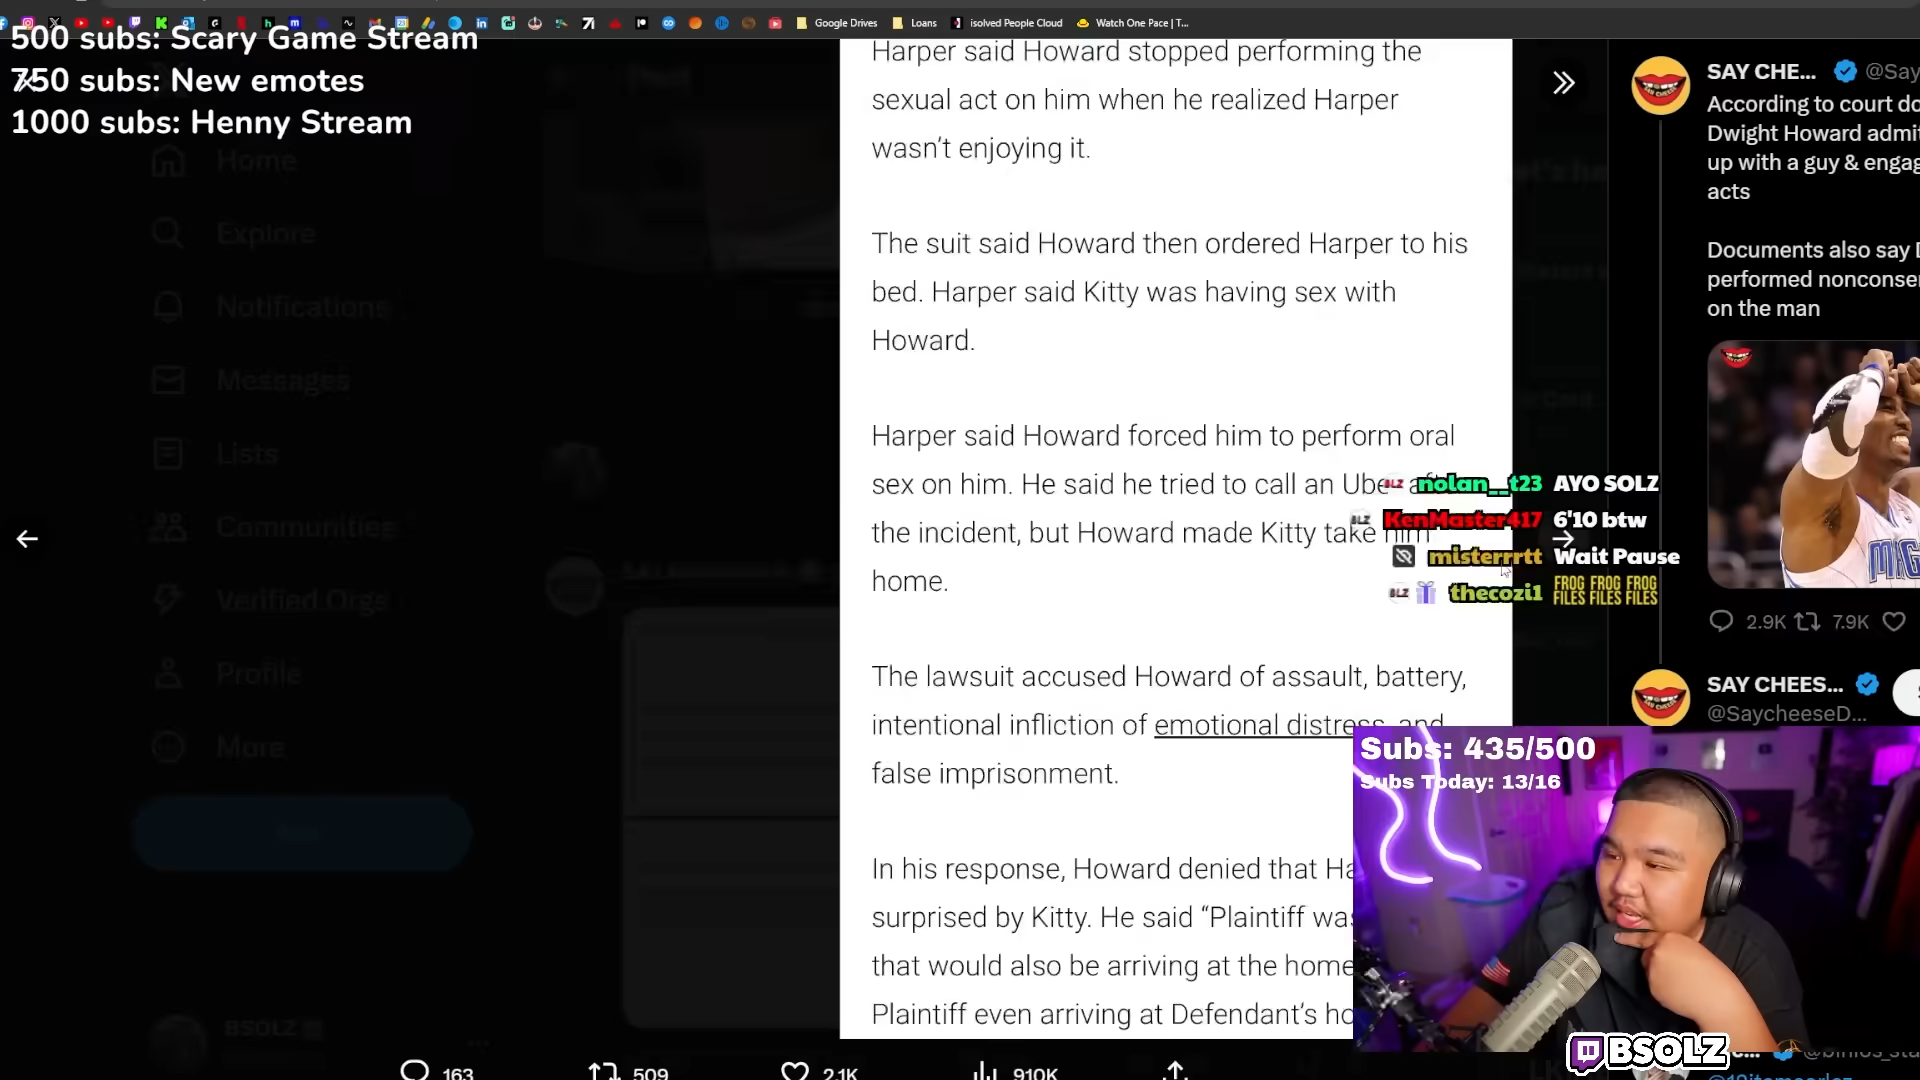 Google Drives
Loans
isolved People Cloud
Watch One Pace | T...
500 subs: Scary Game Stream
750 subs: New emotes
1000 subs: Henny Stream
Home
Explore
Notifications
Messages
Lists
Communities
Verified Orgs
Profile
More
BSOLZ
Harper said Howard stopped performing the
sexual act on him when he realized Harper
wasn't enjoying it.
The suit said Howard then ordered Harper to his
bed. Harper said Kitty was having sex with
Howard.
Harper said Howard forced him to perform oral
sex on him. He said he tried to call an
the incident, but Howard made Kitty take him
home.
The lawsuit accused Howard of assault, battery,
intentional infliction of emotional distress, and
false imprisonment.
In his response, Howard denied that
surprised by Kitty. He said “Plaintiff
that would also be arriving at the home
Plaintiff even arriving at Defendant's
163
509
2.1K
910K
nolan__t23 AYO SOLZ
KenMaster417 6'10 btw
misterrrtt Wait Pause
thecozi1 FROG FROG FROG
FILES FILES FILES
SAY CHE... @Say
According to court
Dwight Howard
up with a guy &
acts
Documents also say
performed
on the man
2.9K
7.9K
SAY CHEES...
@SaycheeseD...
Subs: 435/500
Subs Today: 13/16
BSOLZ